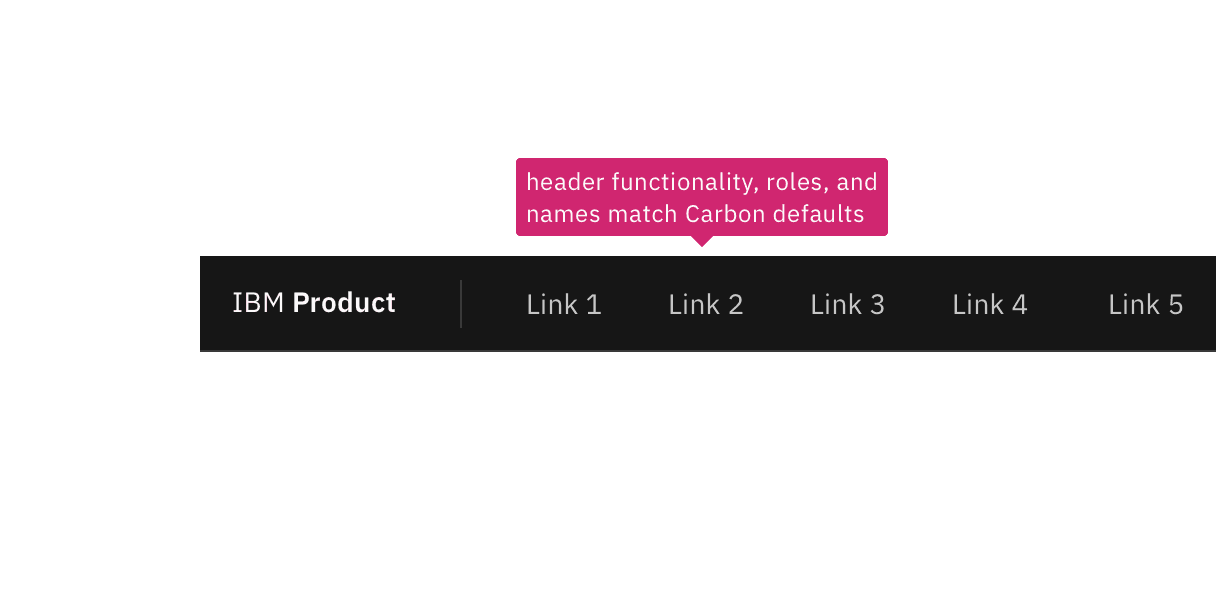 header functionality, roles, and
names match Carbon defaults
IBM Product
Link 1 Link 2 Link 3 Link 4 Link 5